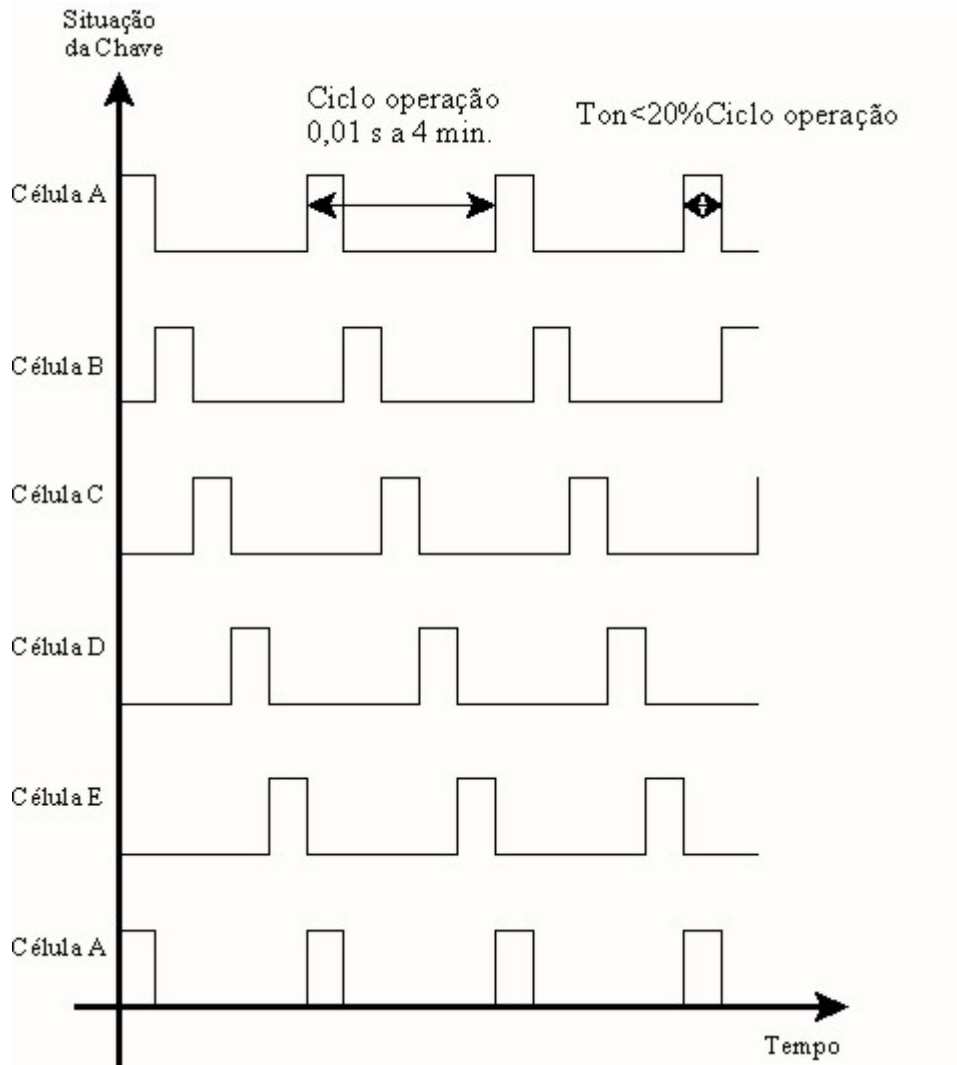 Situação
da Chave
Ciclo operação
0,01 s a 4 min.
Ton<20%Ciclo operação
Célula A
Célula B
Célula C
Célula D
Célula E
Célula A
Tempo